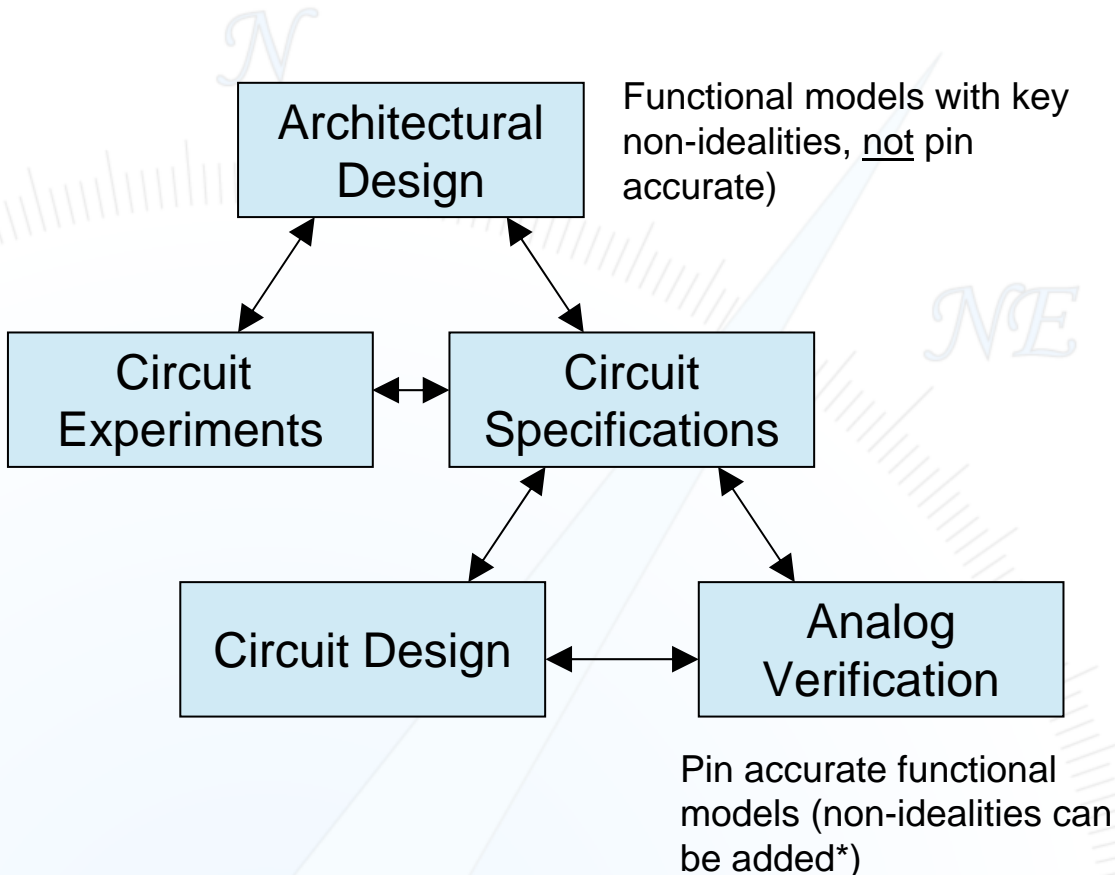 N
Architectural
Design
Functional models with key
non-idealities, not pin
accurate)
NE
Circuit
Experiments
Circuit
Specifications
Circuit Design
Analog
Verification
Pin accurate functional
models (non-idealities can
be added*)